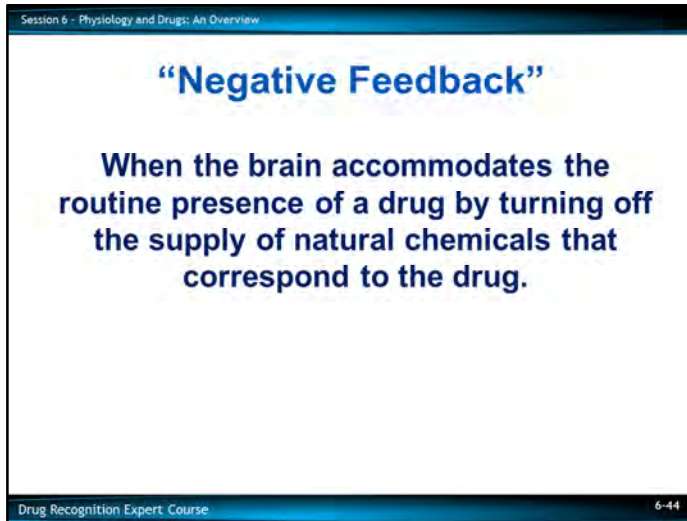 Session 6 - Physiology and Drugs: An Overview
“Negative Feedback”
When the brain accommodates the
routine presence of a drug by turning off
the supply of natural chemicals that
correspond to the drug.
Drug Recognition Expert Course
6-44